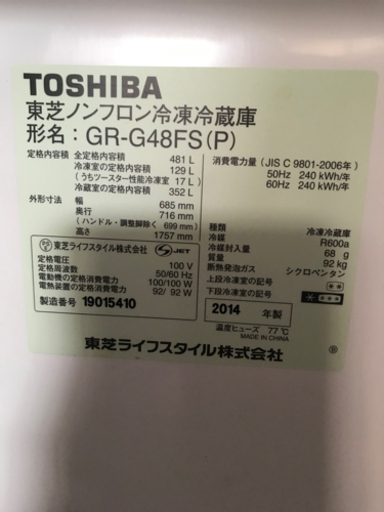 TOSHIBA
東芝ノンフロン冷凍冷蔵庫
形名：GR-G48FS(P)
定格内容積 全定格内容積 481 L
冷凍室の定格内容積 129 L
(うちツースター性能冷凍室 17 L)
冷蔵室の定格内容積 352 L
外形寸法 幅 685 mm
奥行 716 mm
(ハンドル・調整脚除く 699 mm)
高さ 1757 mm
消費電力量 (JIS C 9801-2006年)
50Hz 240 kWh/年
60Hz 240 kWh/年
種類 冷凍冷蔵庫
冷媒 R600a
冷媒封入量 68 g
質量 92 kg
断熱発泡ガス シクロペンタン
上段冷凍室の記号
下段冷凍室の記号
PS E 東芝ライフスタイル株式会社 S-JET
定格電圧 100 V
定格周波数 50/60 Hz
電動機の定格消費電力 100/100 W
電熱装置の定格消費電力 92/ 92 W
製造番号 19015410
2014 年製
温度ヒューズ 77℃
MADE IN CHINA
東芝ライフスタイル株式会社